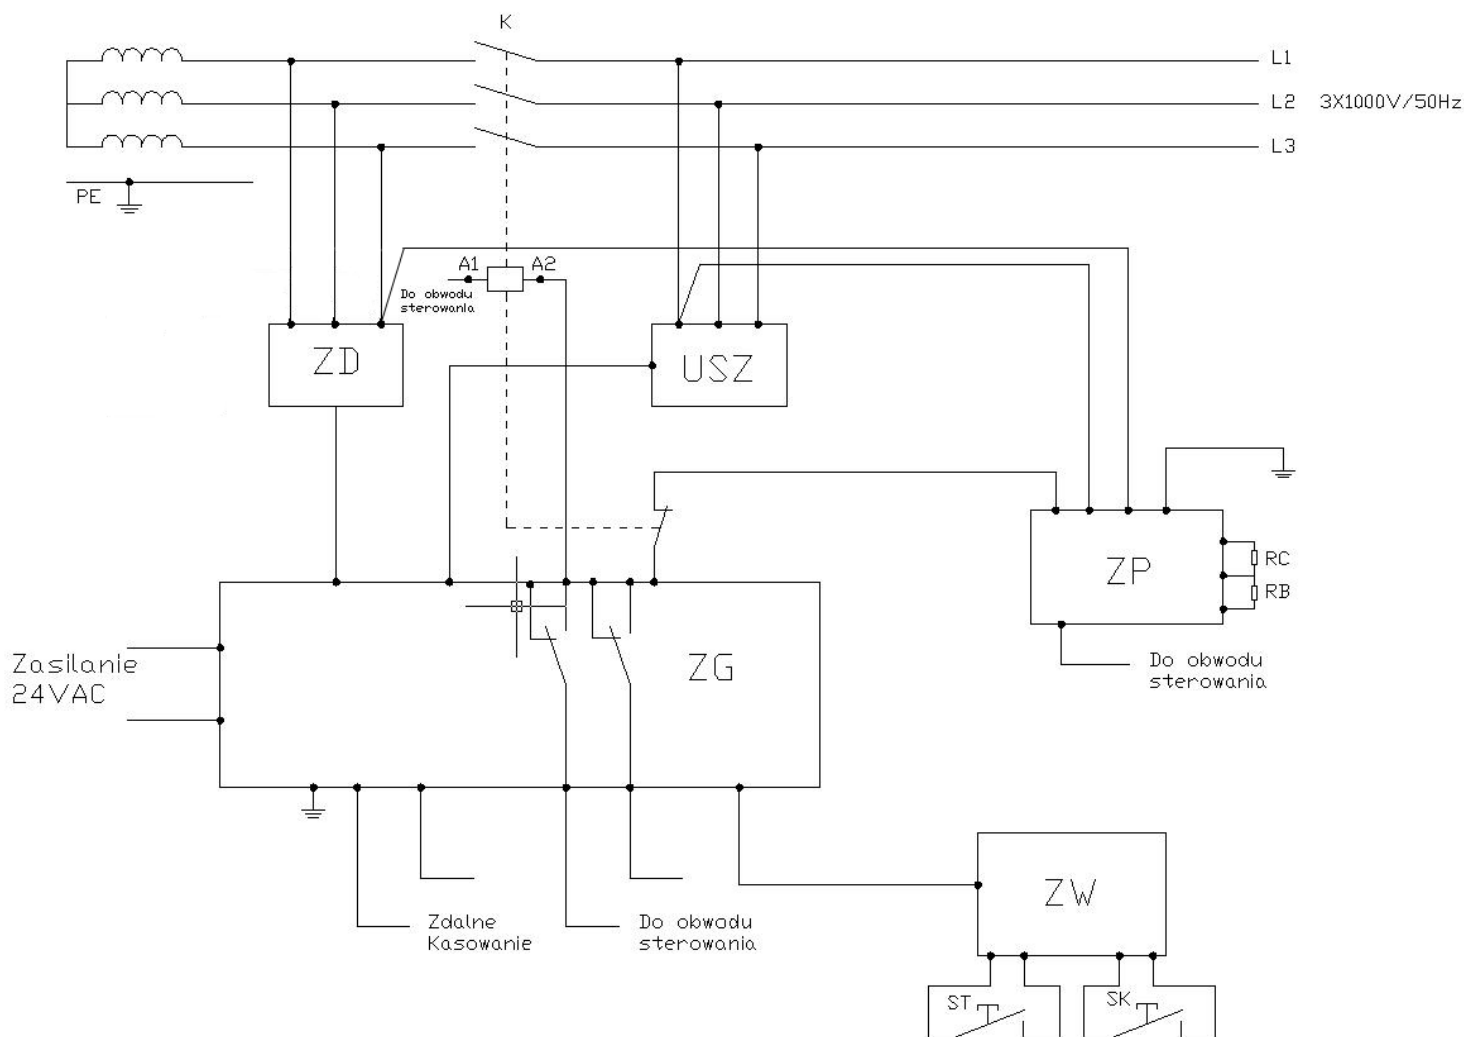 K
L1
L2 3X1000V/50Hz
L3
PE
A1 A2
Do obwodu
sterowania
ZD
USZ
ZP
RC
RB
Do obwodu
sterowania
Zasilanie
24VAC
ZG
Zdalne
Kasowanie
Do obwodu
sterowania
ZW
ST
SK